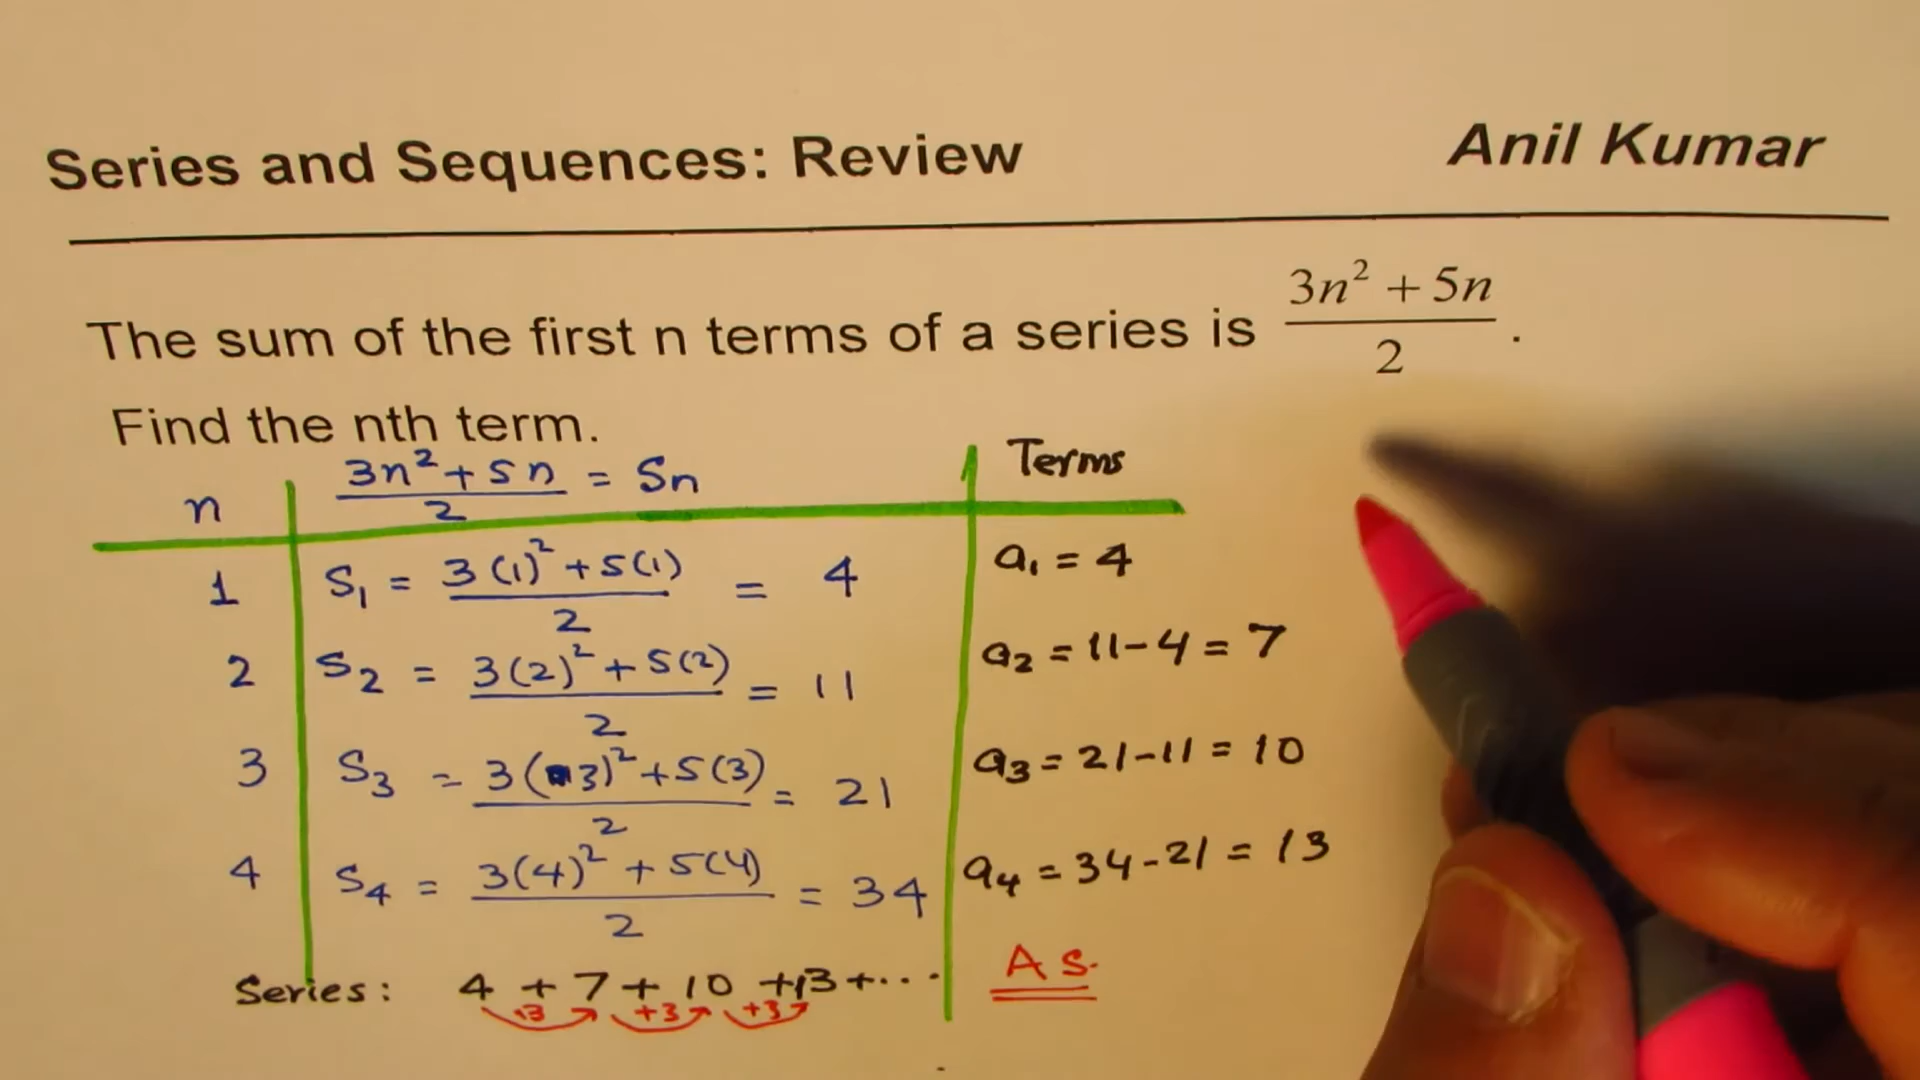 Series and Sequences: Review
Anil Kumar
The sum of the first n terms of a series is (3n² + 5n)/2 .
Find the nth term.
n (3n² + 5n)/2 = Sn Terms
1 S₁ = (3(1)² + 5(1))/2 = 4 a₁ = 4
2 S₂ = (3(2)² + 5(2))/2 = 11 a₂ = 11 - 4 = 7
3 S₃ = (3(3)² + 5(3))/2 = 21 a₃ = 21 - 11 = 10
4 S₄ = (3(4)² + 5(4))/2 = 34 a₄ = 34 - 21 = 13
Series: 4 + 7 + 10 + 13 + ... A S.
+3 +3 +3